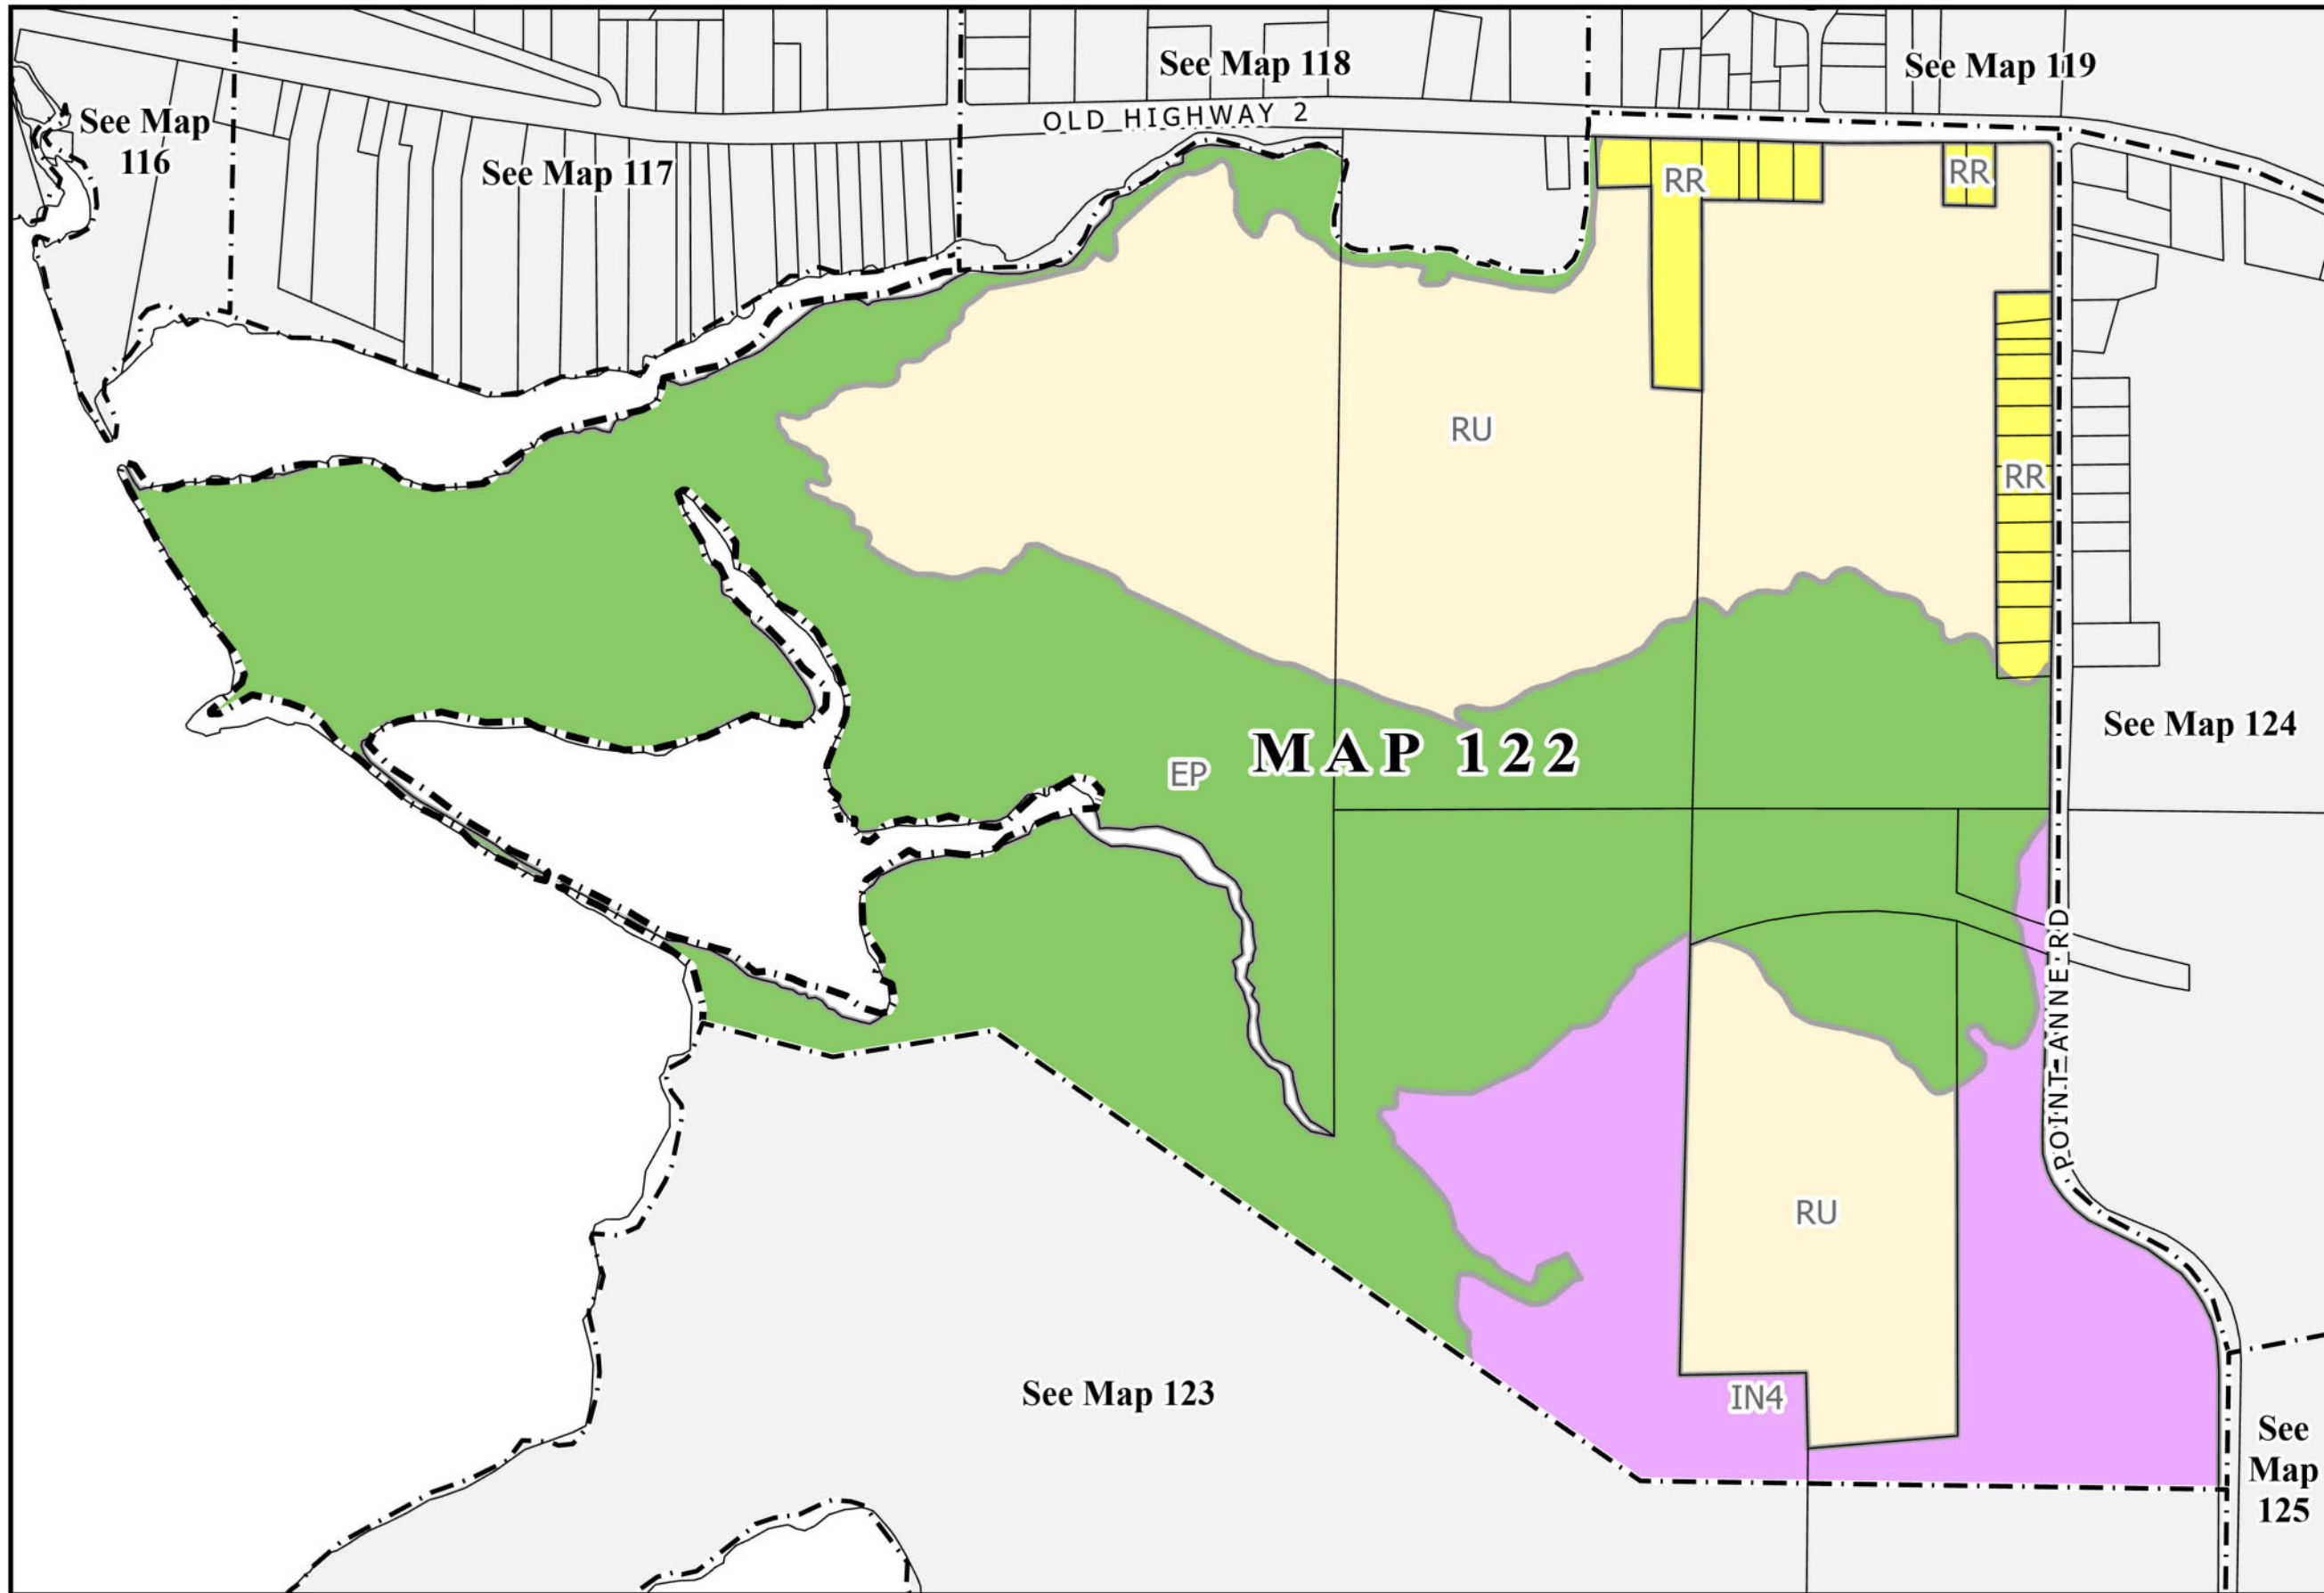 See Map 118
See Map 119
OLD HIGHWAY 2
See Map
116
See Map 117
RR
RR
RU
RR
See Map 124
MAP 122
EP
POINT ANNE RD
RU
See Map 123
IN4
See
Map
125